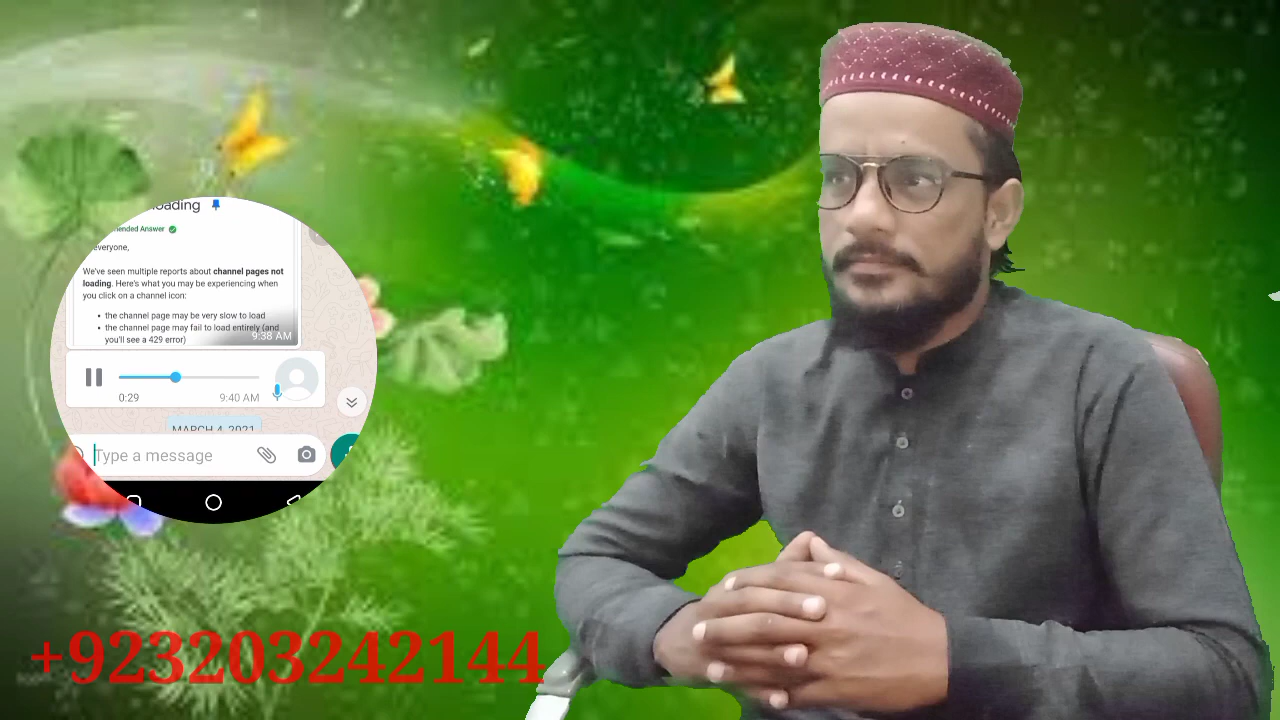 loading
nded Answer
everyone,
We've seen multiple reports about channel pages not
loading. Here's what you may be experiencing when
you click on a channel icon:
• the channel page may be very slow to load
• the channel page may fail to load entirely (and
you'll see a 429 error)
9:38 AM
0:29
9:40 AM
MARCH 4, 2021
Type a message
+923203242144